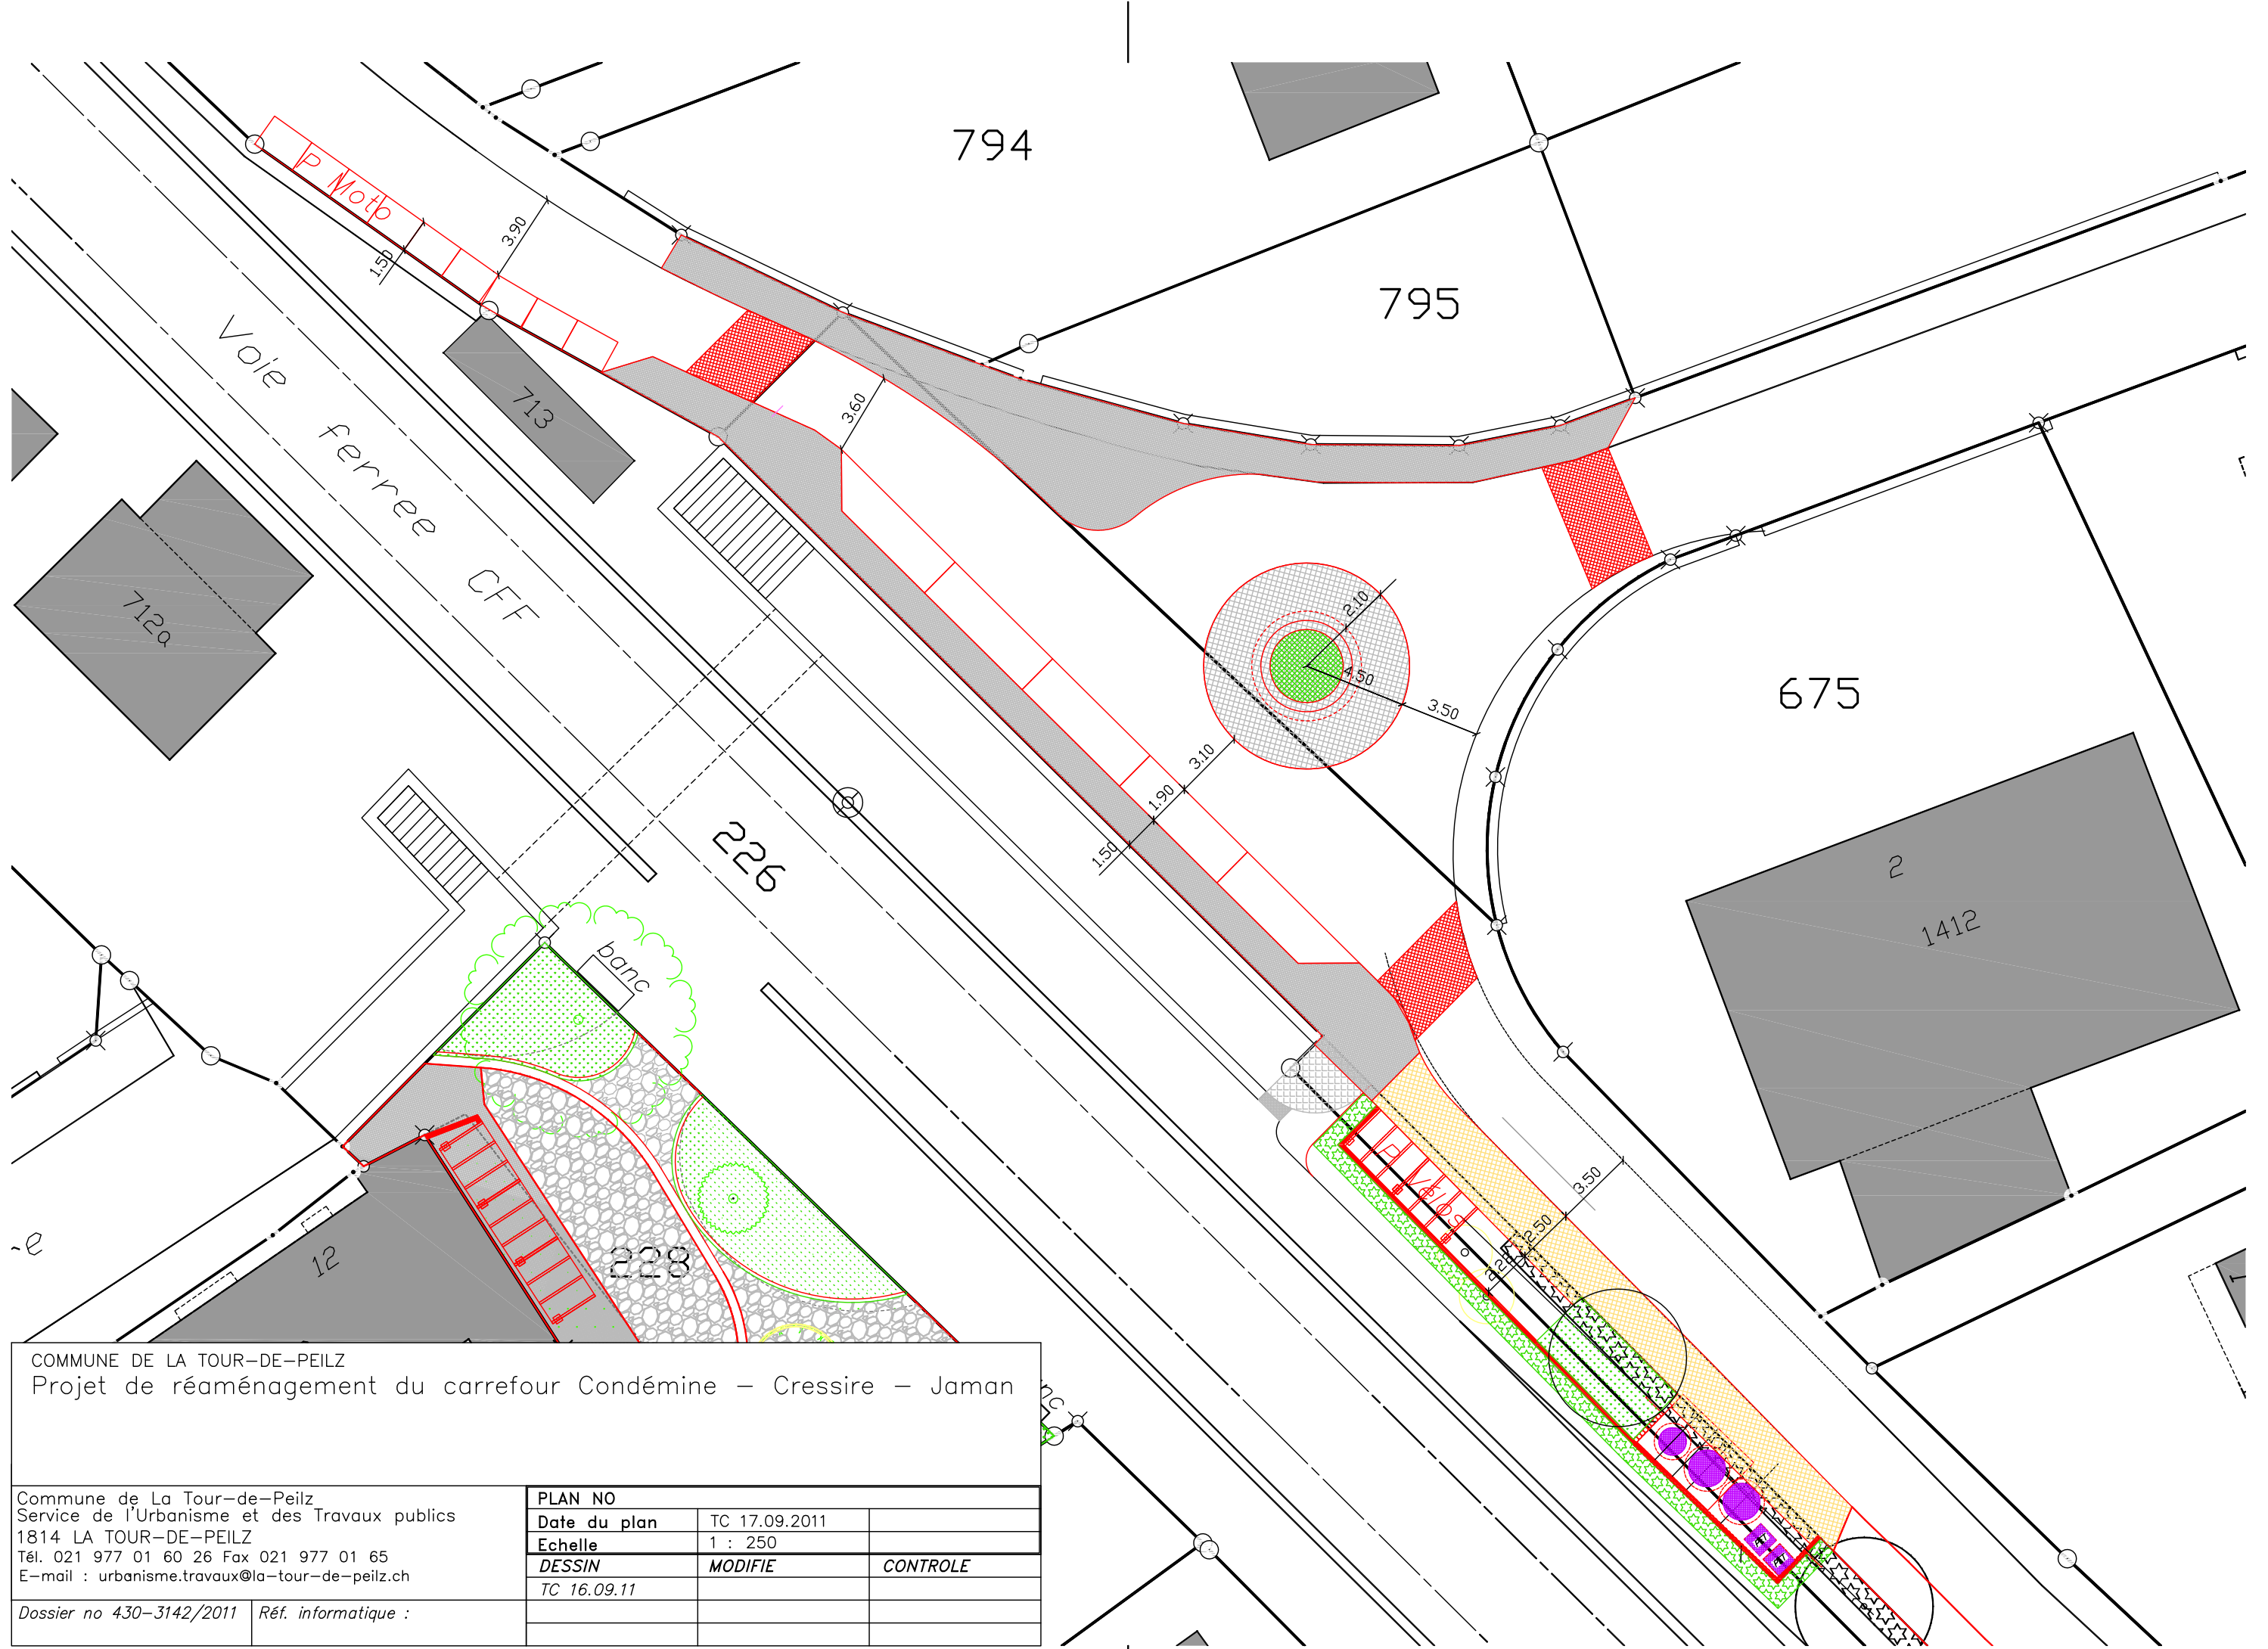 794
795
675
P Moto
1.50
3.90
713
3.60
Voie ferree CFF
712a
2.10
4.50
3.50
3.10
1.90
1.50
226
2
1412
banc
3.50
2.50
P Vélos
228
12
COMMUNE DE LA TOUR-DE-PEILZ
Projet de réaménagement du carrefour Condémine - Cressire - Jaman
Commune de La Tour-de-Peilz
Service de l'Urbanisme et des Travaux publics
1814 LA TOUR-DE-PEILZ
Tél. 021 977 01 60 26 Fax 021 977 01 65
E-mail : urbanisme.travaux@la-tour-de-peilz.ch
Dossier no 430-3142/2011 Réf. informatique :
PLAN NO
Date du plan TC 17.09.2011
Echelle 1 : 250
DESSIN MODIFIE CONTROLE
TC 16.09.11